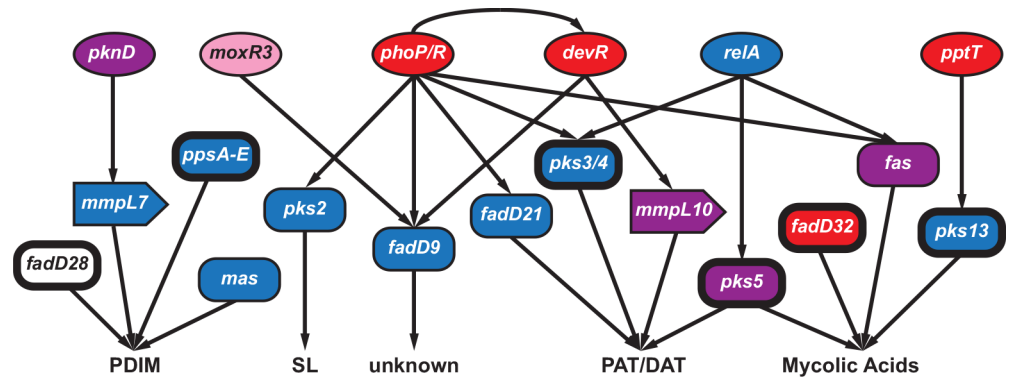 pknD
moxR3
phoP/R
devR
relA
pptT
ppsA-E
pks3/4
fas
mmpL7
pks2
fadD21
mmpL10
fadD32
pks13
fadD28
fadD9
mas
pks5
PDIM
SL
unknown
PAT/DAT
Mycolic Acids